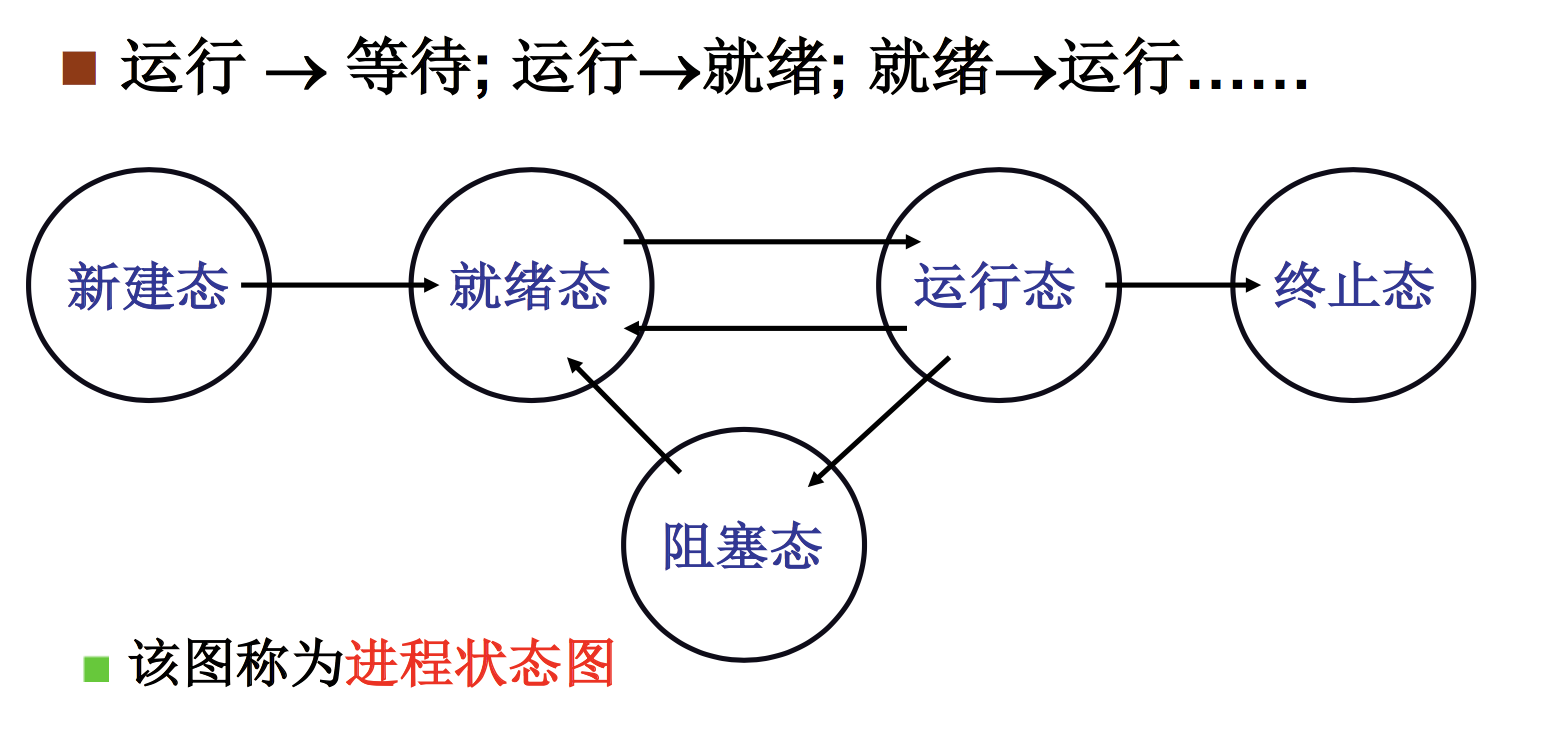 运行 → 等待; 运行→就绪; 就绪→运行……
新建态 就绪态 运行态 终止态
阻塞态
该图称为进程状态图